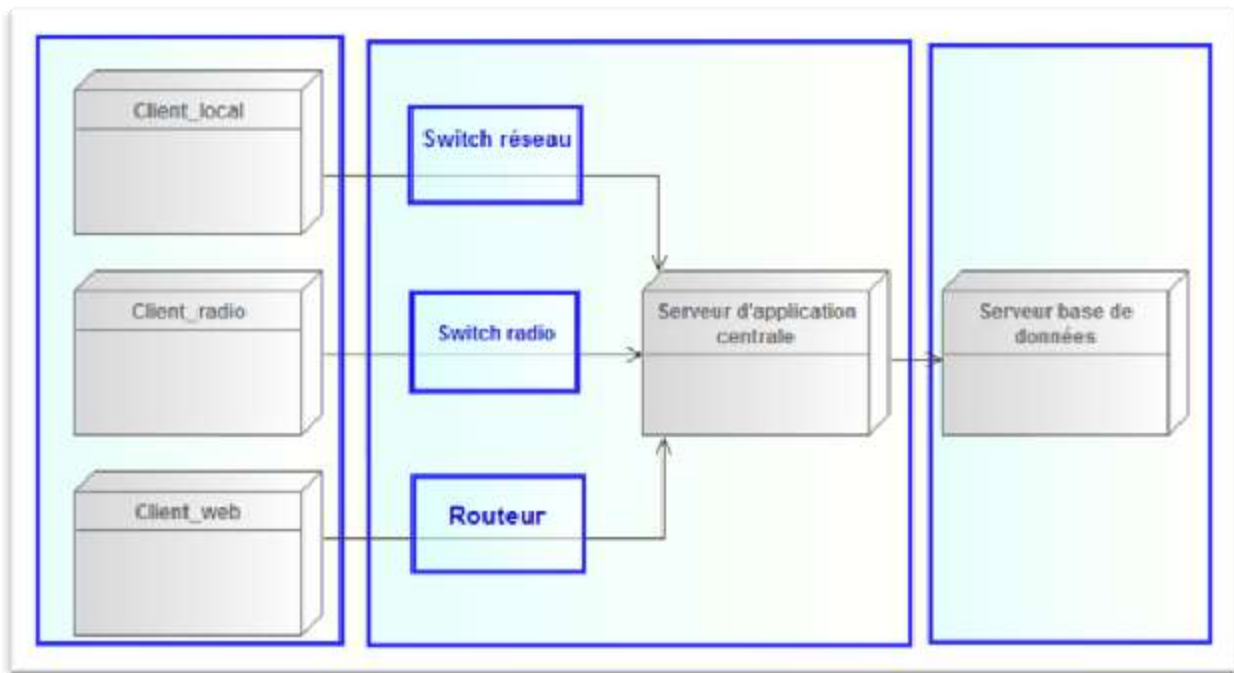 Client_local
Switch réseau
Client_radio
Switch radio
Serveur d'application
centrale
Serveur base de
données
Client_web
Routeur